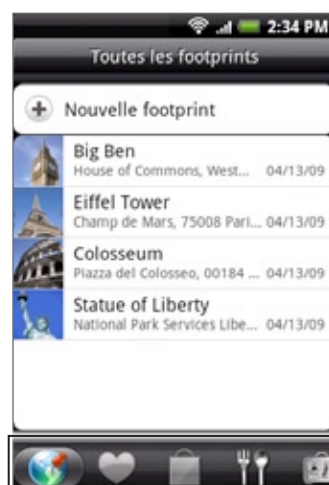 2:34 PM
Toutes les footprints
Nouvelle footprint
Big Ben
House of Commons, West... 04/13/09
Eiffel Tower
Champ de Mars, 75008 Pari... 04/13/09
Colosseum
Piazza del Colosseo, 00184 ... 04/13/09
Statue of Liberty
National Park Services Libe... 04/13/09